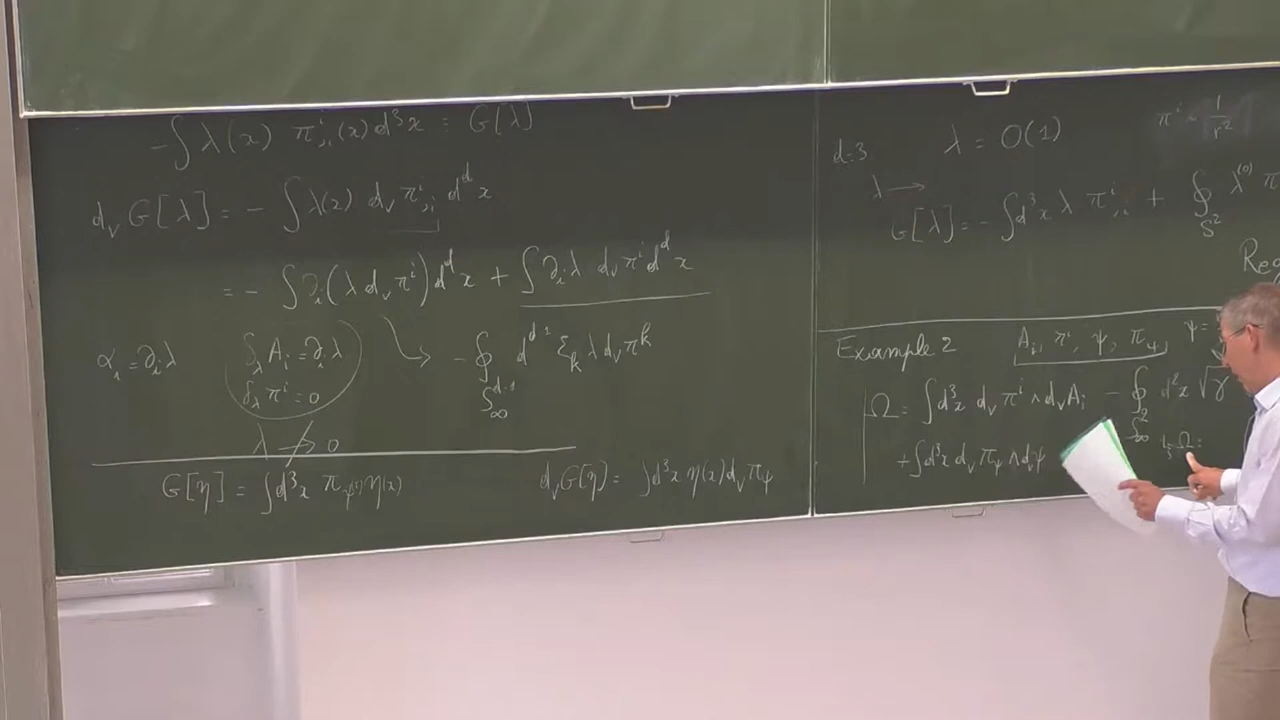 -∫ λ(x) π^i_{,i}(x) d^3x = G[λ]
d_V G[λ] = - ∫ λ(x) d_V π^i_{,i} d^d x
= - ∫ ∂_i (λ d_V π^i) d^d x + ∫ ∂_i λ d_V π^i d^d x
α_i = ∂_i λ
δ_λ A_i = ∂_i λ
δ_λ π^i = 0
- ∮_{S^{d-1}_∞} d^{d-1} Σ_k λ d_V π^k
λ ↛ 0
G[η] = ∫ d^3x π_ψ(x) η(x)
d_V G[η] = ∫ d^3x η(x) d_V π_ψ
d=3
λ = O(1)
π^i ~ 1/r^2
λ →
G[λ] = - ∫ d^3x λ π^i_{,i} + ∮_{S^2} λ^{(0)} π
Example 2
A_i, π^i, ψ, π_ψ, ψ =
Ω = ∫ d^3x d_V π^i ∧ d_V A_i - ∮_{S^2_∞} d^2x √γ
+ ∫ d^3x d_V π_ψ ∧ d_V ψ